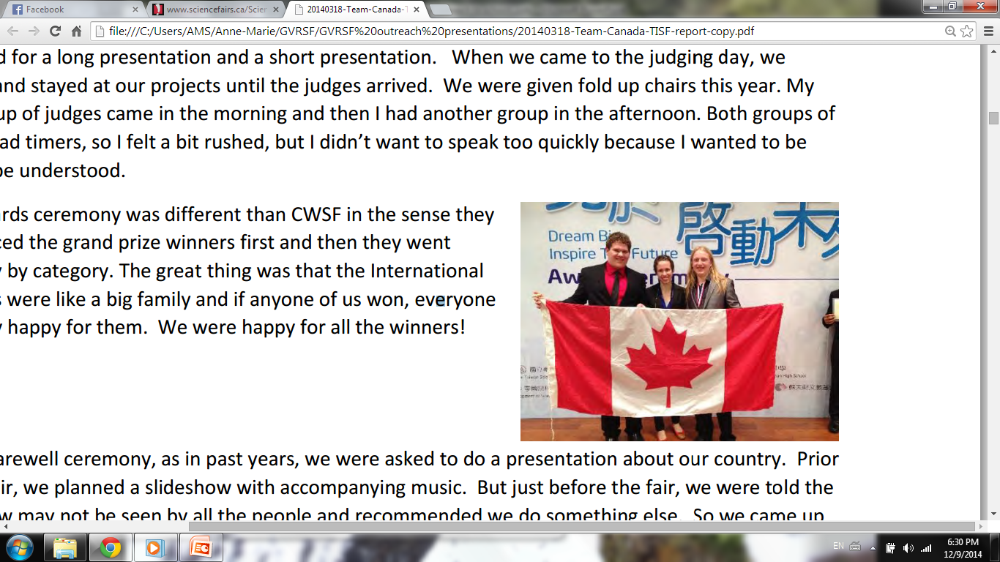 Facebook
www.sciencefairs.ca/Scien
20140318-Team-Canada-T
file:///C:/Users/AMS/Anne-Marie/GVRSF/GVRSF%20outreach%20presentations/20140318-Team-Canada-TISF-report-copy.pdf
d for a long presentation and a short presentation. When we came to the judging day, we
and stayed at our projects until the judges arrived. We were given fold up chairs this year. My
up of judges came in the morning and then I had another group in the afternoon. Both groups of
ad timers, so I felt a bit rushed, but I didn't want to speak too quickly because I wanted to be
be understood.
ards ceremony was different than CWSF in the sense they
ced the grand prize winners first and then they went
y by category. The great thing was that the International
s were like a big family and if anyone of us won, everyone
y happy for them. We were happy for all the winners!
啓動未
Dream Bi
Inspire T Future
Aw emony
High School
arewell ceremony, as in past years, we were asked to do a presentation about our country. Prior
ir, we planned a slideshow with accompanying music. But just before the fair, we were told the
w may not be seen by all the people and recommended we do something else. So we came up
EN
6:30 PM
12/9/2014